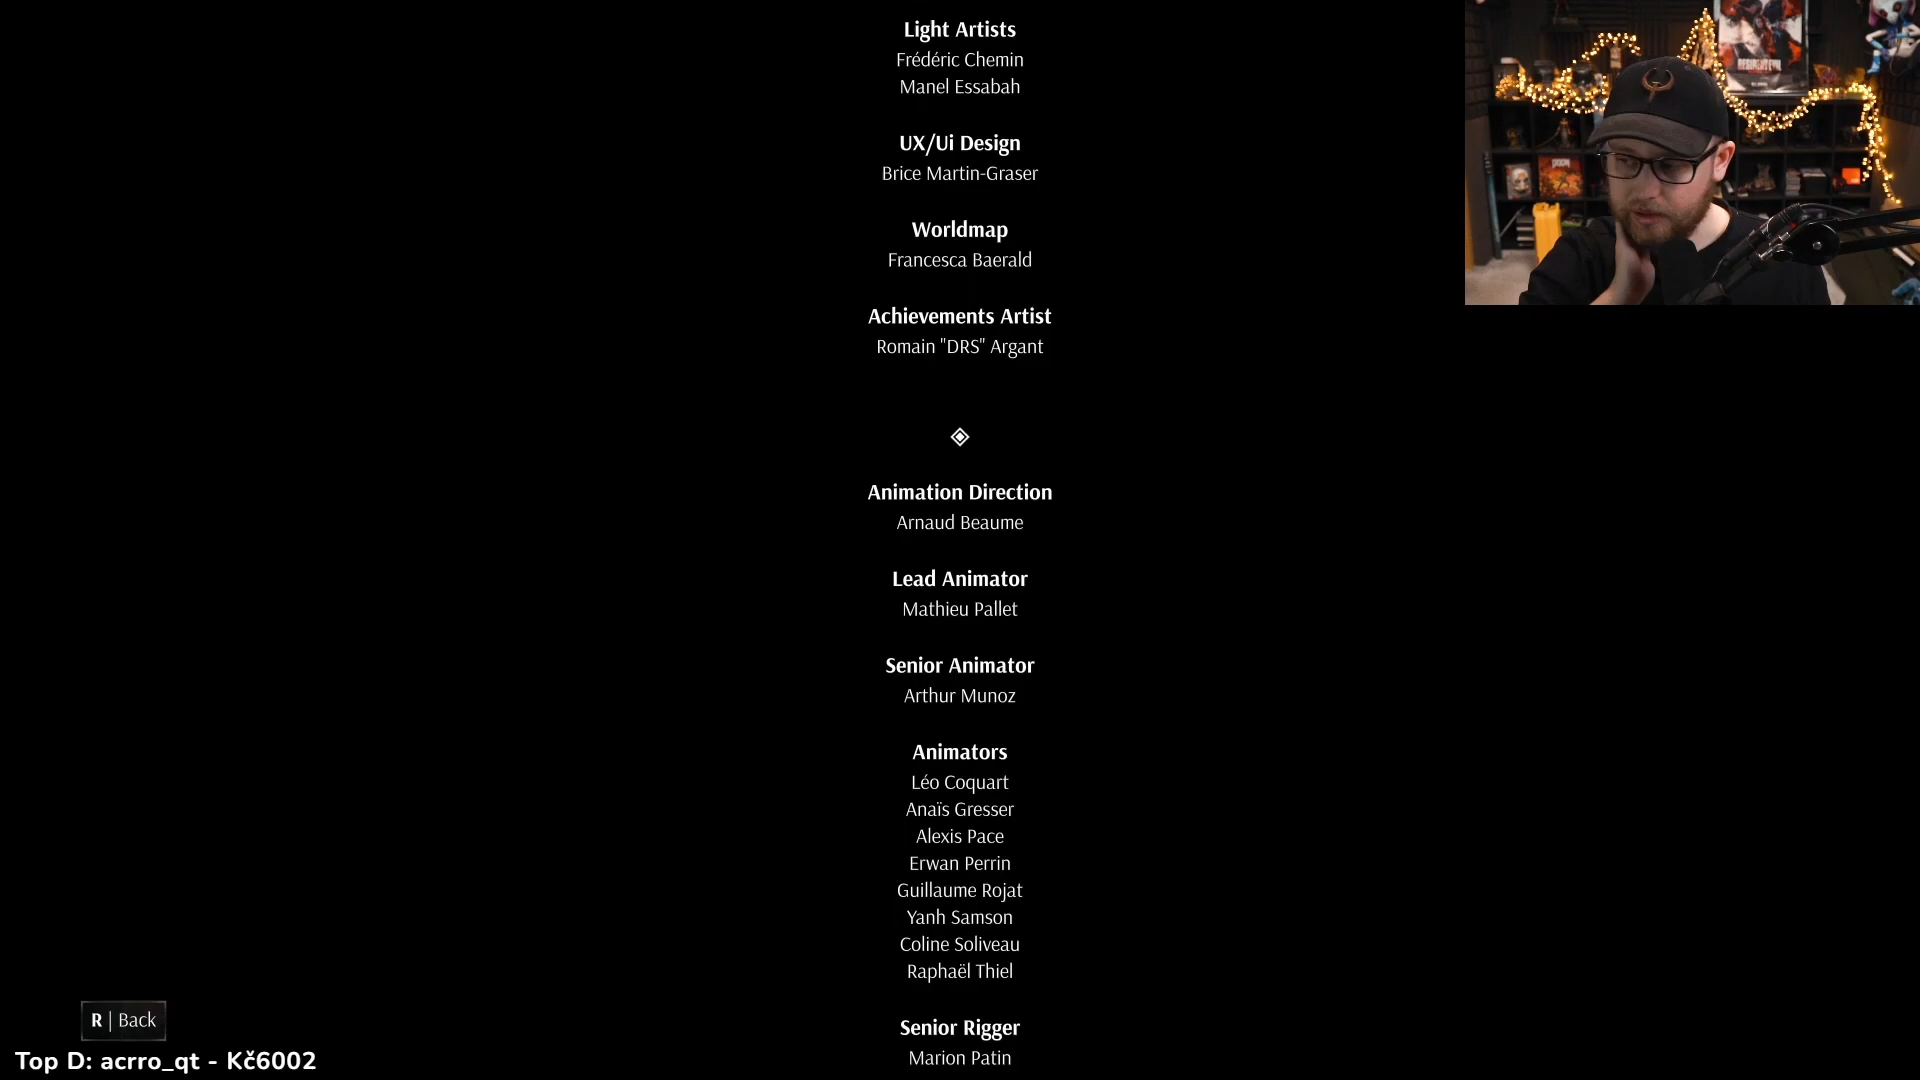 Light Artists
Frédéric Chemin
Manel Essabah
UX/Ui Design
Brice Martin-Graser
Worldmap
Francesca Baerald
Achievements Artist
Romain "DRS" Argant
Animation Direction
Arnaud Beaume
Lead Animator
Mathieu Pallet
Senior Animator
Arthur Munoz
Animators
Léo Coquart
Anaïs Gresser
Alexis Pace
Erwan Perrin
Guillaume Rojat
Yanh Samson
Coline Soliveau
Raphaël Thiel
Senior Rigger
Marion Patin
R | Back
Top D: acrro_qt - Kč6002
RESIDENT EVIL
DOOM